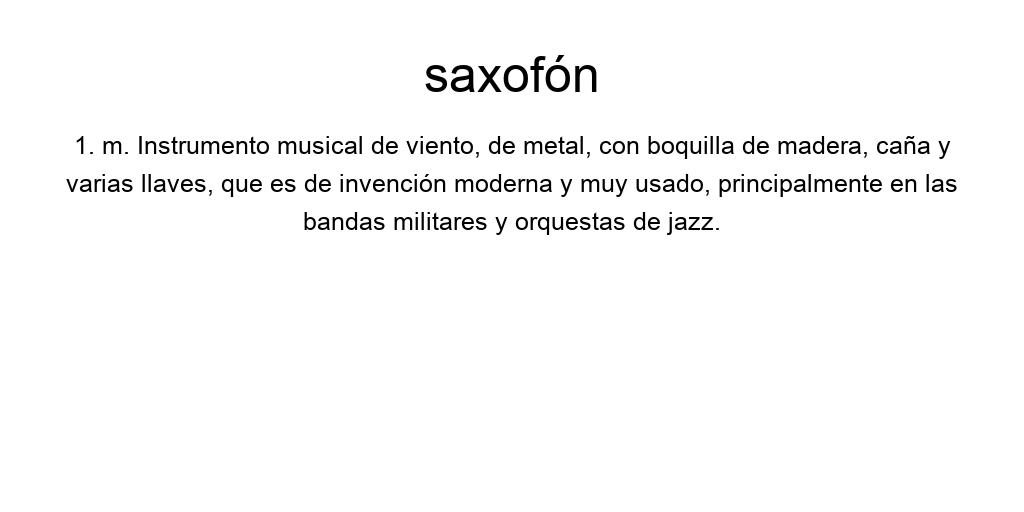 saxofón
1. m. Instrumento musical de viento, de metal, con boquilla de madera, caña y
varias llaves, que es de invención moderna y muy usado, principalmente en las
bandas militares y orquestas de jazz.